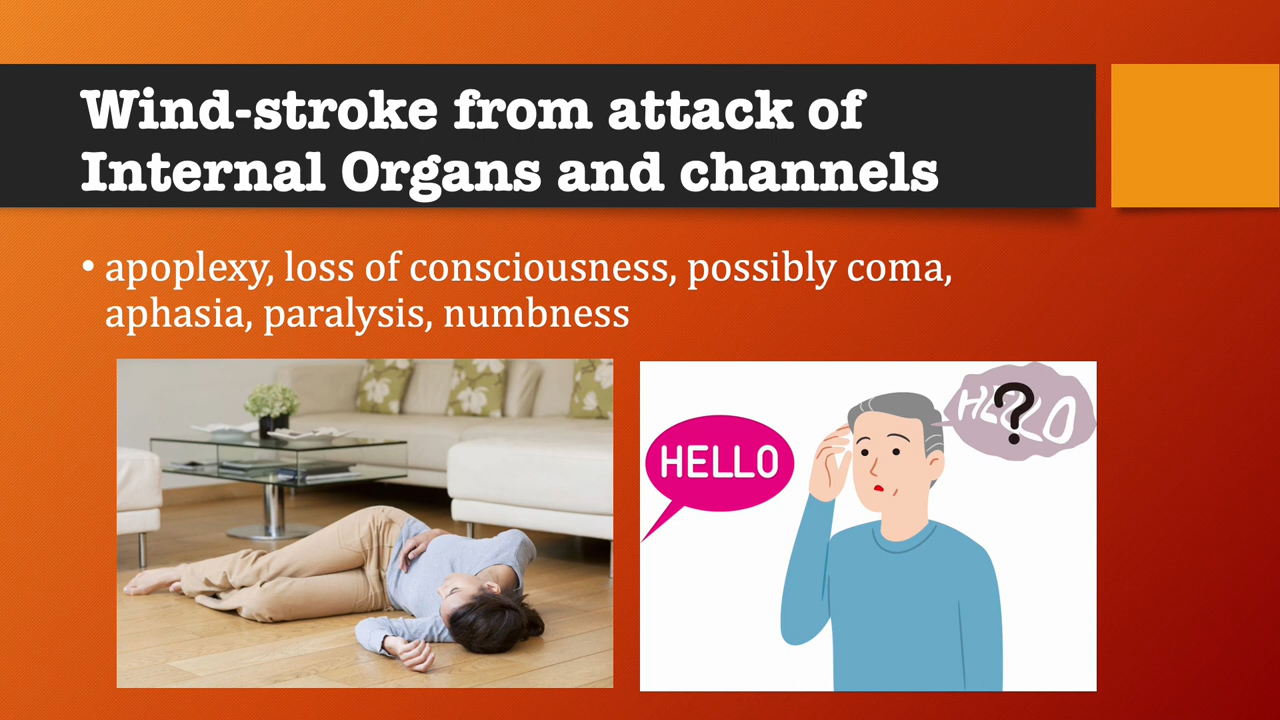 Wind-stroke from attack of
Internal Organs and channels
• apoplexy, loss of consciousness, possibly coma,
aphasia, paralysis, numbness
HELLO
HELLO
?